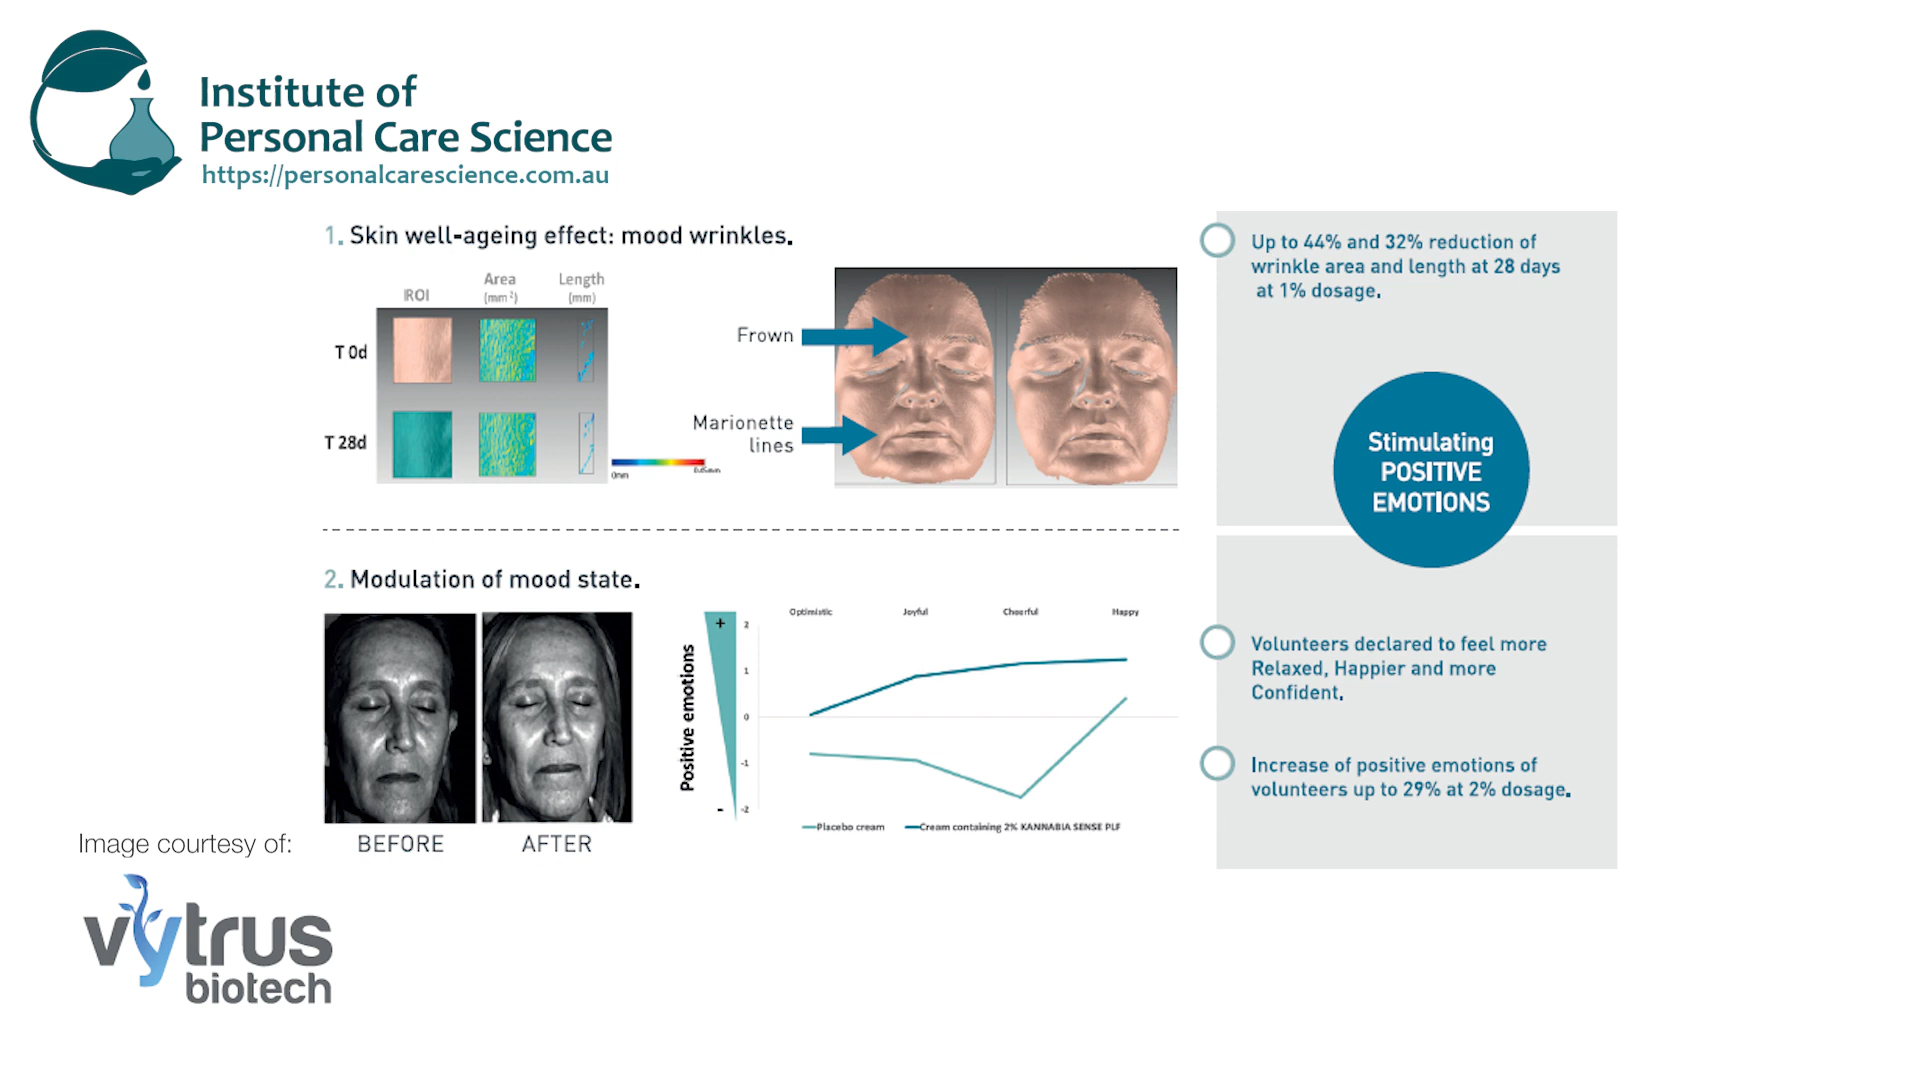 Institute of
Personal Care Science
https://personalcarescience.com.au
1. Skin well-ageing effect: mood wrinkles.
ROI
Area
(mm²)
Length
(mm)
T 0d
T 28d
0mm
0.45mm
Frown
Marionette
lines
Up to 44% and 32% reduction of
wrinkle area and length at 28 days
at 1% dosage.
Stimulating
POSITIVE
EMOTIONS
2. Modulation of mood state.
BEFORE
AFTER
Positive emotions
+
-
Optimistic
Joyful
Cheerful
Happy
2
1
0
-1
-2
Placebo cream
Cream containing 2% KANNABIA SENSE PLF
Volunteers declared to feel more
Relaxed, Happier and more
Confident.
Increase of positive emotions of
volunteers up to 29% at 2% dosage.
Image courtesy of:
vytrus
biotech